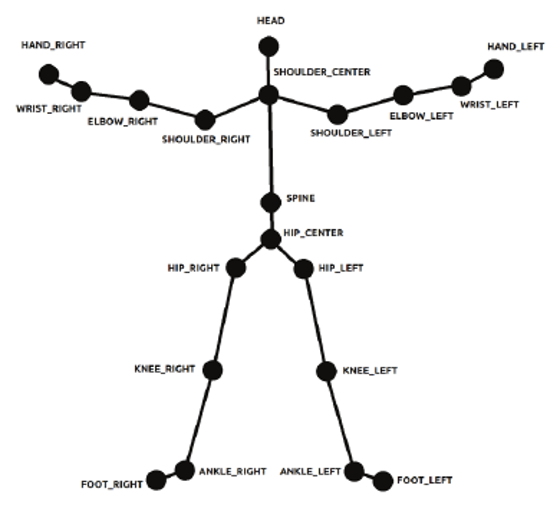 HEAD
HAND_RIGHT
HAND_LEFT
SHOULDER_CENTER
WRIST_RIGHT
WRIST_LEFT
ELBOW_RIGHT
ELBOW_LEFT
SHOULDER_RIGHT
SHOULDER_LEFT
SPINE
HIP_CENTER
HIP_RIGHT
HIP_LEFT
KNEE_RIGHT
KNEE_LEFT
ANKLE_RIGHT
ANKLE_LEFT
FOOT_RIGHT
FOOT_LEFT